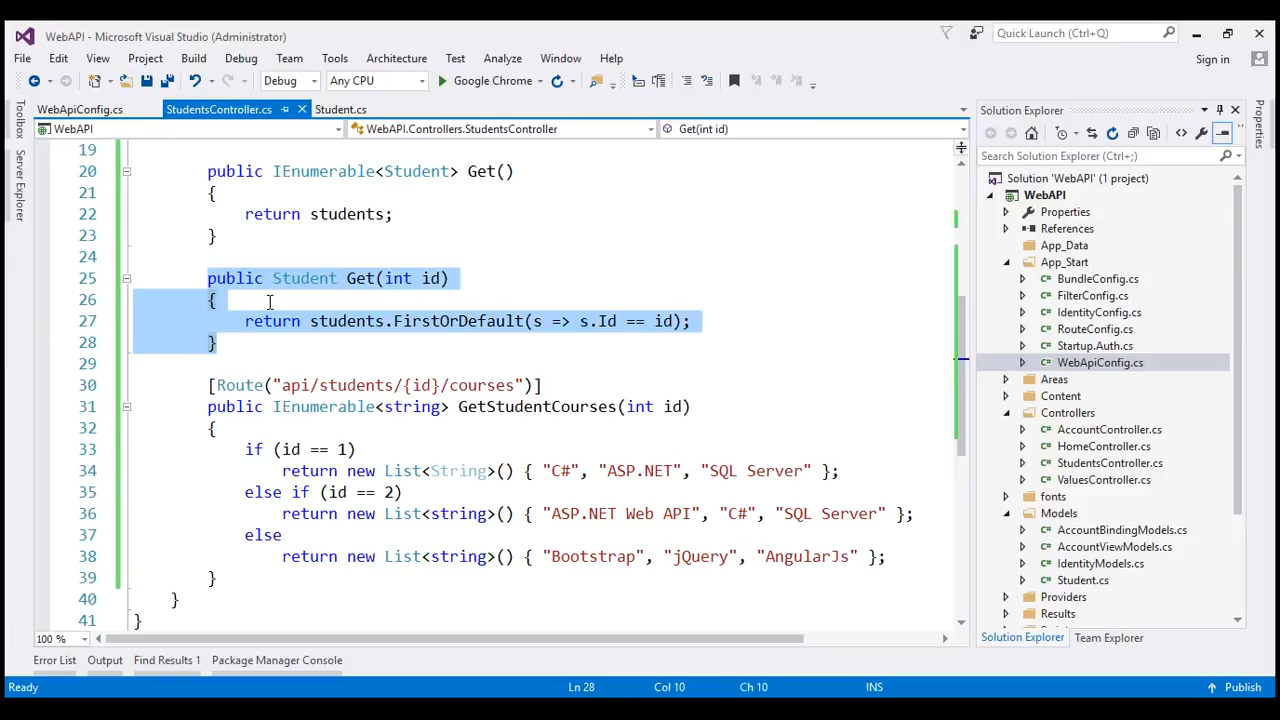 WebAPI - Microsoft Visual Studio (Administrator)
Quick Launch (Ctrl+Q)
File Edit View Project Build Debug Team Tools Architecture Test Analyze Window Help
Sign in
Debug Any CPU Google Chrome
WebApiConfig.cs StudentsController.cs Student.cs
WebAPI WebAPI.Controllers.StudentsController Get(int id)
Toolbox
Server Explorer
19
20 public IEnumerable<Student> Get()
21 {
22 return students;
23 }
24
25 public Student Get(int id)
26 {
27 return students.FirstOrDefault(s => s.Id == id);
28 }
29
30 [Route("api/students/{id}/courses")]
31 public IEnumerable<string> GetStudentCourses(int id)
32 {
33 if (id == 1)
34 return new List<String>() { "C#", "ASP.NET", "SQL Server" };
35 else if (id == 2)
36 return new List<string>() { "ASP.NET Web API", "C#", "SQL Server" };
37 else
38 return new List<string>() { "Bootstrap", "jQuery", "AngularJs" };
39 }
40 }
41 }
100 %
Solution Explorer
Search Solution Explorer (Ctrl+;)
Solution 'WebAPI' (1 project)
WebAPI
Properties
References
App_Data
App_Start
BundleConfig.cs
FilterConfig.cs
IdentityConfig.cs
RouteConfig.cs
Startup.Auth.cs
WebApiConfig.cs
Areas
Content
Controllers
AccountController.cs
HomeController.cs
StudentsController.cs
ValuesController.cs
fonts
Models
AccountBindingModels.cs
AccountViewModels.cs
IdentityModels.cs
Student.cs
Providers
Results
Solution Explorer Team Explorer
Properties
Error List Output Find Results 1 Package Manager Console
Ready Ln 28 Col 10 Ch 10 INS Publish